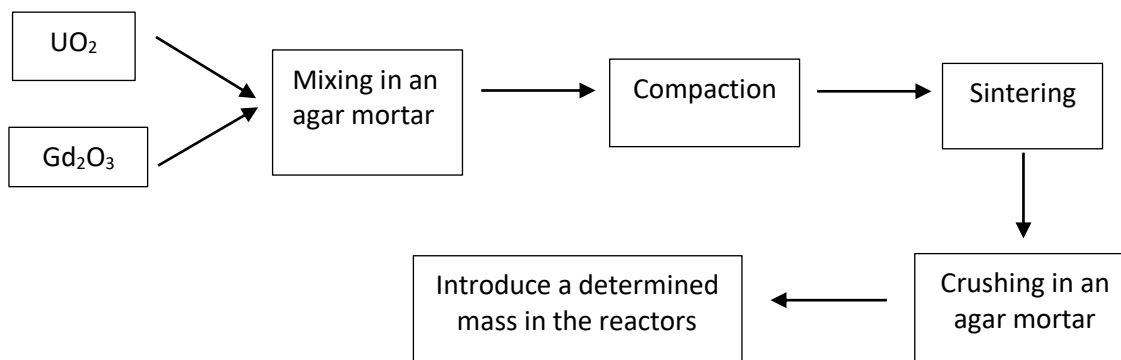 UO₂
Gd₂O₃
Mixing in an
agar mortar
Compaction
Sintering
Crushing in an
agar mortar
Introduce a determined
mass in the reactors